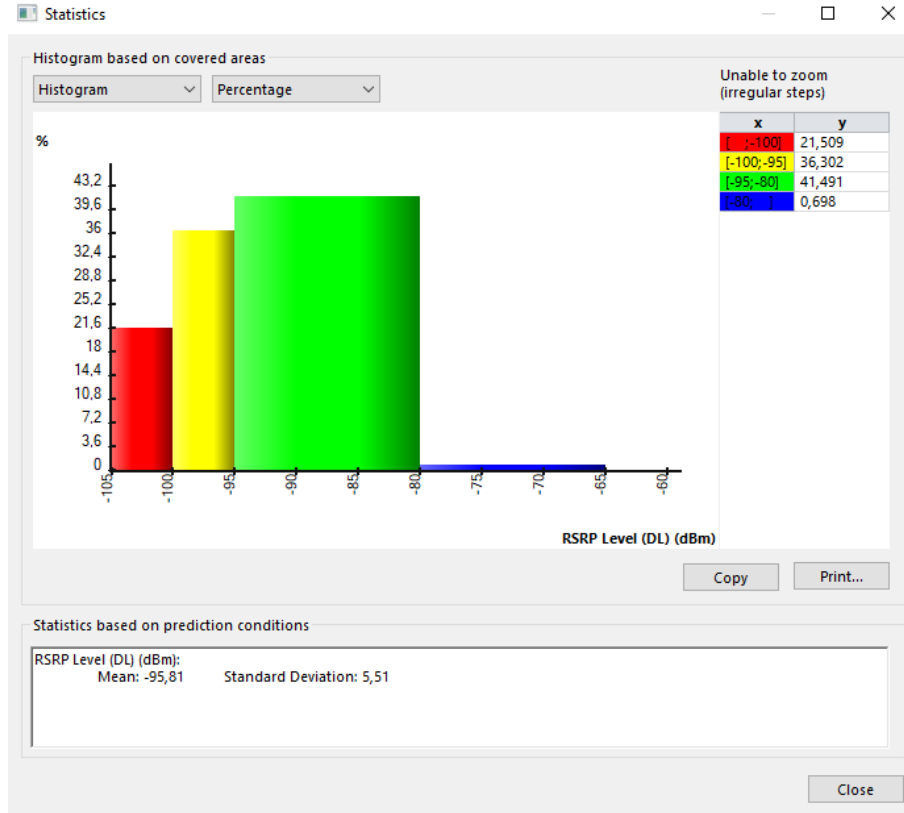 Statistics
Histogram based on covered areas
Histogram
Percentage
Unable to zoom
(irregular steps)
%
43,2
39,6
36
32,4
28,8
25,2
21,6
18
14,4
10,8
7,2
3,6
0
-105 -100 -95 -90 -85 -80 -75 -70 -65 -60
RSRP Level (DL) (dBm)
x y
[ ;-100] 21,509
[-100;-95] 36,302
[-95;-80] 41,491
[-80; ] 0,698
Copy
Print...
Statistics based on prediction conditions
RSRP Level (DL) (dBm):
Mean: -95,81 Standard Deviation: 5,51
Close